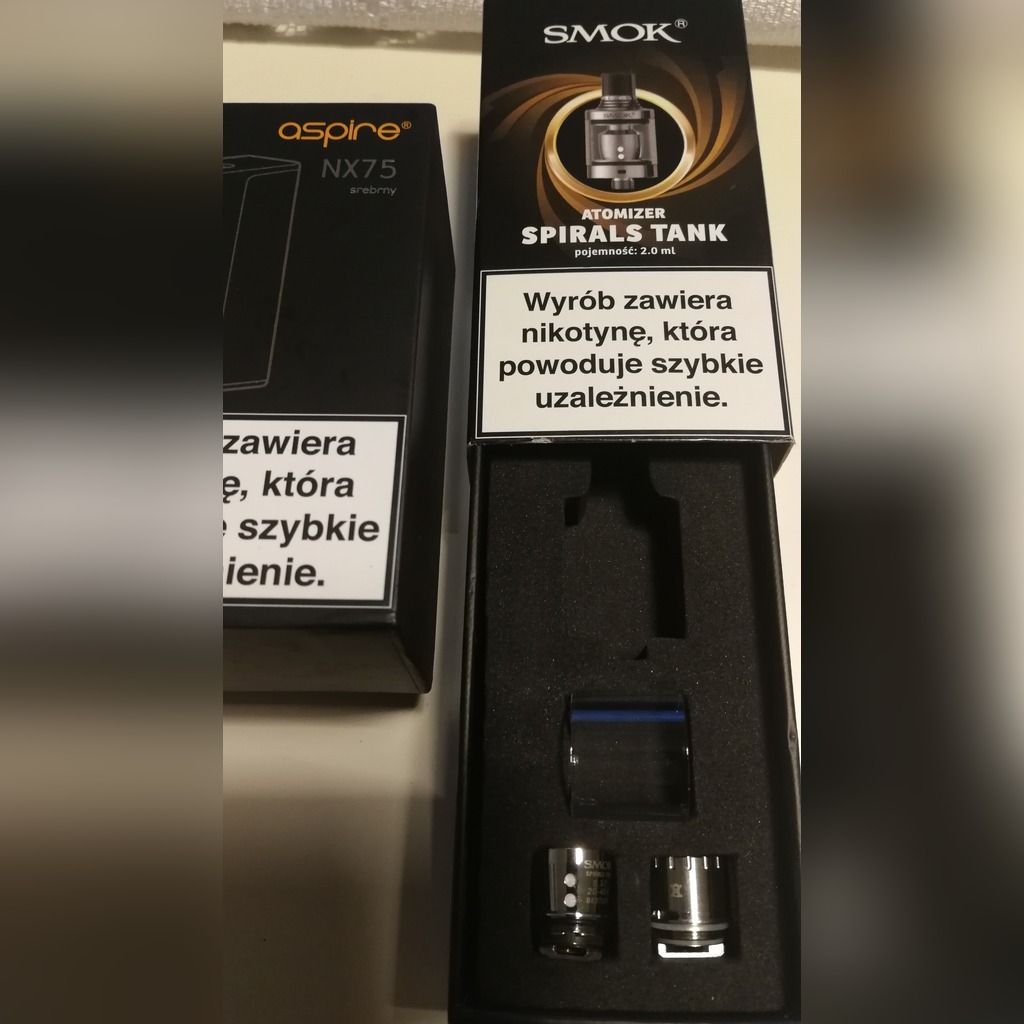 aspire®
NX75
srebrny
zawiera
ę, która
szybkie
ienie.
SMOK®
SMOK
ATOMIZER
SPIRALS TANK
pojemność: 2.0 ml
Wyrób zawiera
nikotynę, która
powoduje szybkie
uzależnienie.
SMOK